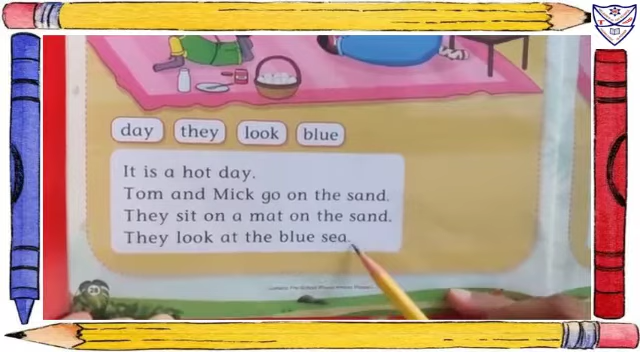 day they look blue
It is a hot day.
Tom and Mick go on the sand.
They sit on a mat on the sand.
They look at the blue sea.